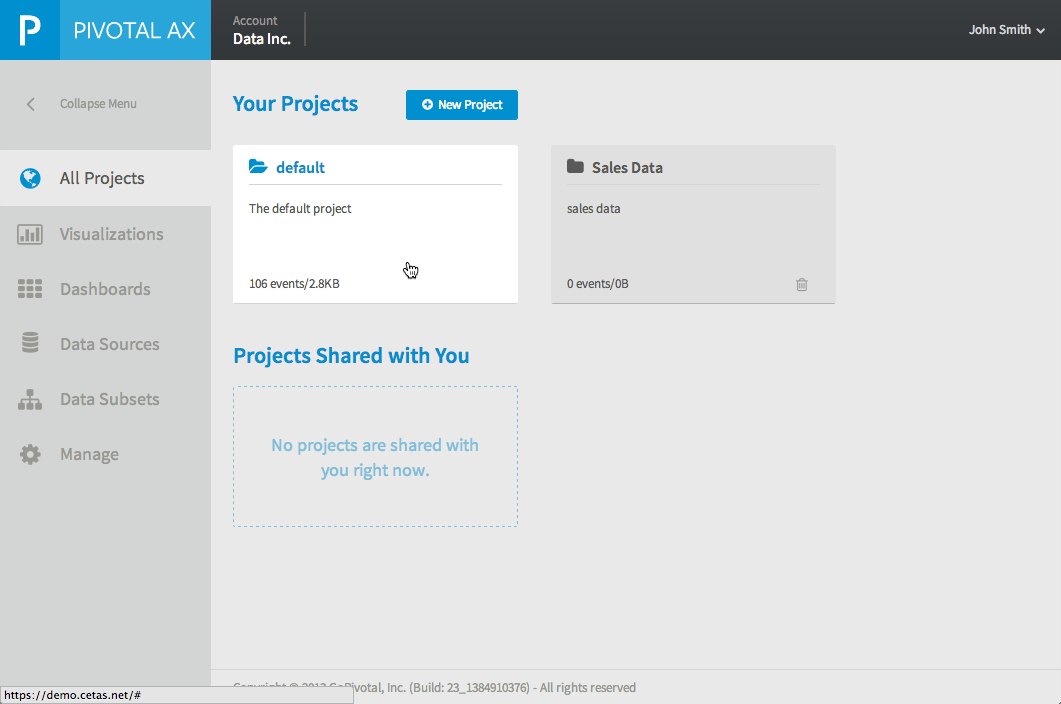 P PIVOTAL AX
Account
Data Inc.
John Smith
Collapse Menu
All Projects
Visualizations
Dashboards
Data Sources
Data Subsets
Manage
Your Projects
New Project
default
The default project
106 events/2.8KB
Sales Data
sales data
0 events/0B
Projects Shared with You
No projects are shared with
you right now.
Copyright © 2013 GoPivotal, Inc. (Build: 23_1384910376) - All rights reserved
https://demo.cetas.net/#